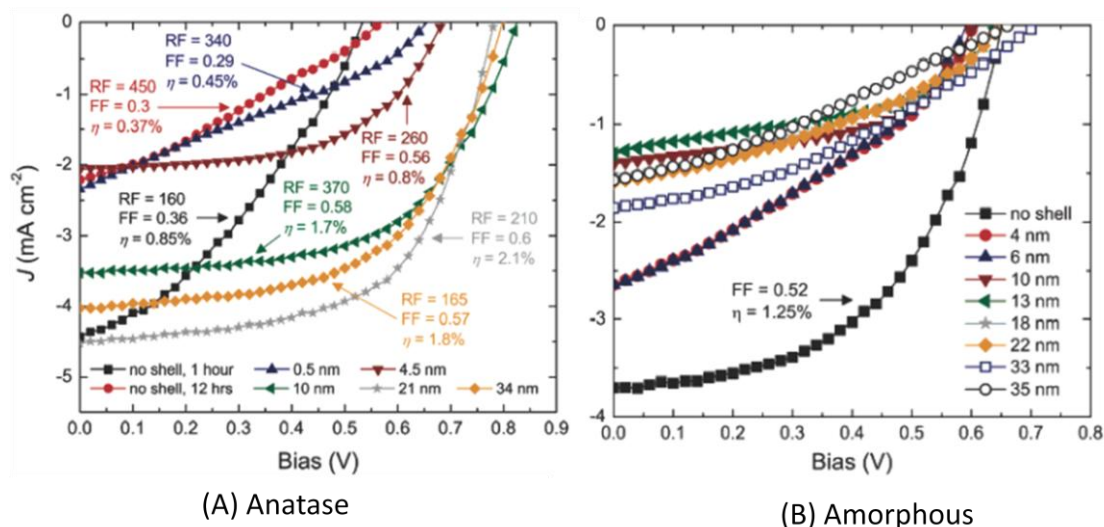 0
-1
-2
-3
-4
-5
J (mA cm-2)
RF = 340
FF = 0.29
η = 0.45%
RF = 450
FF = 0.3
η = 0.37%
RF = 260
FF = 0.56
η = 0.8%
RF = 160
FF = 0.36
η = 0.85%
RF = 370
FF = 0.58
η = 1.7%
RF = 210
FF = 0.6
η = 2.1%
RF = 165
FF = 0.57
η = 1.8%
no shell, 1 hour 0.5 nm 4.5 nm
no shell, 12 hrs 10 nm 21 nm 34 nm
0.0 0.1 0.2 0.3 0.4 0.5 0.6 0.7 0.8 0.9
Bias (V)
(A) Anatase
0
-1
-2
-3
-4
FF = 0.52
η = 1.25%
no shell
4 nm
6 nm
10 nm
13 nm
18 nm
22 nm
33 nm
35 nm
0.0 0.1 0.2 0.3 0.4 0.5 0.6 0.7 0.8
Bias (V)
(B) Amorphous